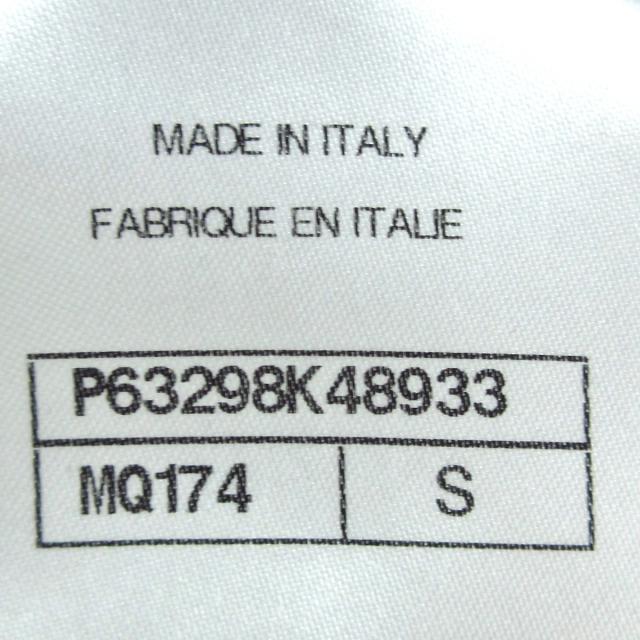 MADE IN ITALY
FABRIQUE EN ITALIE
P63298K48933
MQ174 S